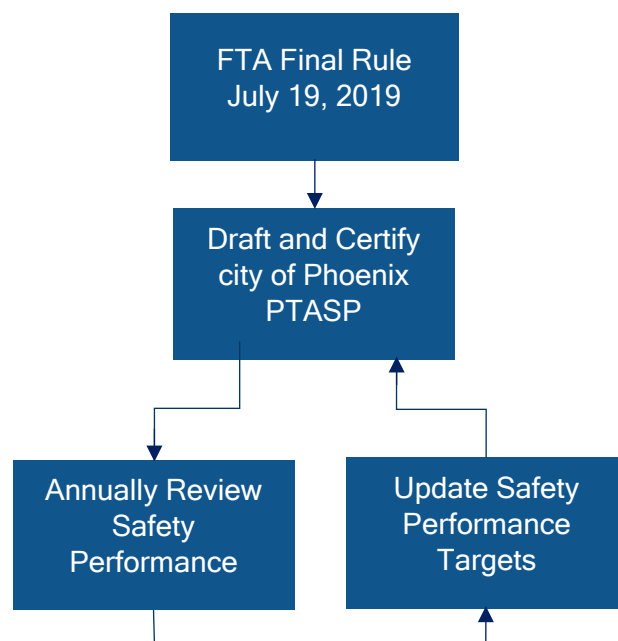 FTA Final Rule
July 19, 2019
Draft and Certify
city of Phoenix
PTASP
Annually Review
Safety
Performance
Update Safety
Performance
Targets